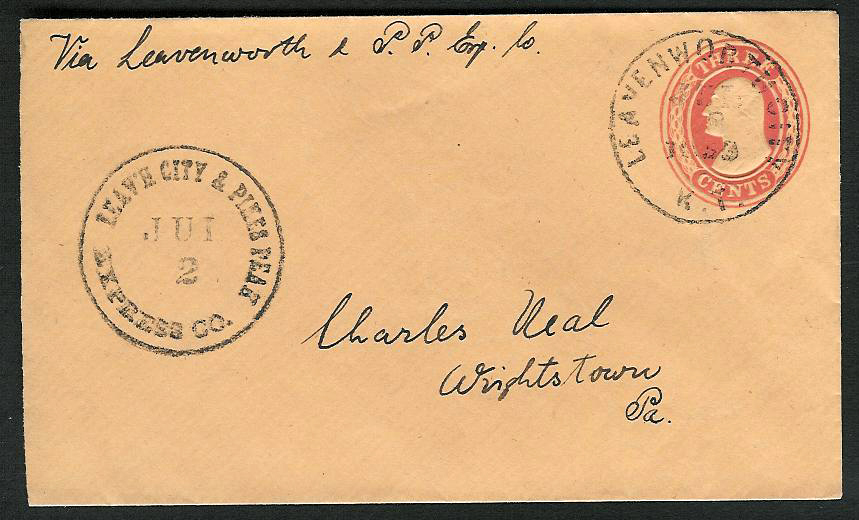 Via Leavenworth & P. P. Exp. Co.
LEAVENWORTH CITY
K.T.
THREE
CENTS
LEAV'H CITY & PIKES PEAK
JUL
2
EXPRESS CO.
Charles Neal
Wrightstown
Pa.